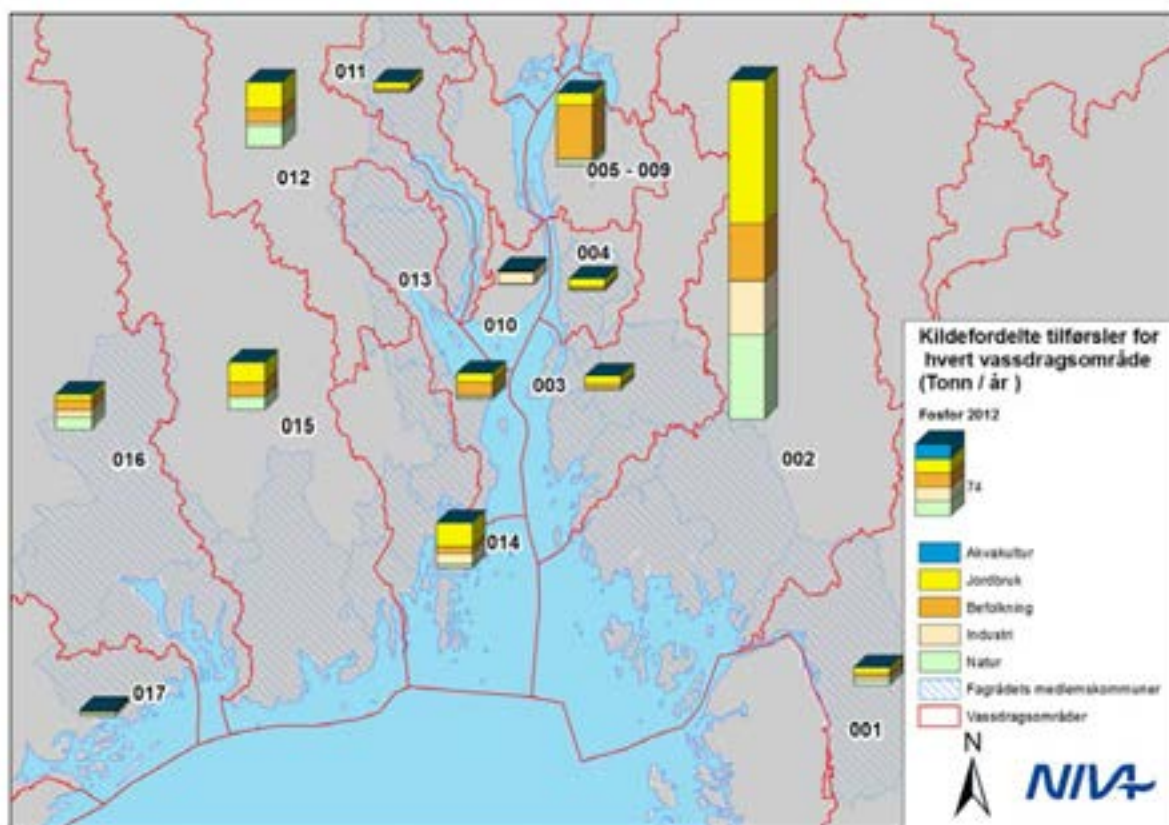 011
012
005 - 009
004
013
010
003
015
016
002
014
017
001
Kildefordelte tilførsler for
hvert vassdragsområde
(Tonn / år )
Fosfor 2012
74
Akvakultur
Jordbruk
Befolkning
Industri
Natur
Fagrådets medlemskommuner
Vassdragsområder
N
NIVA